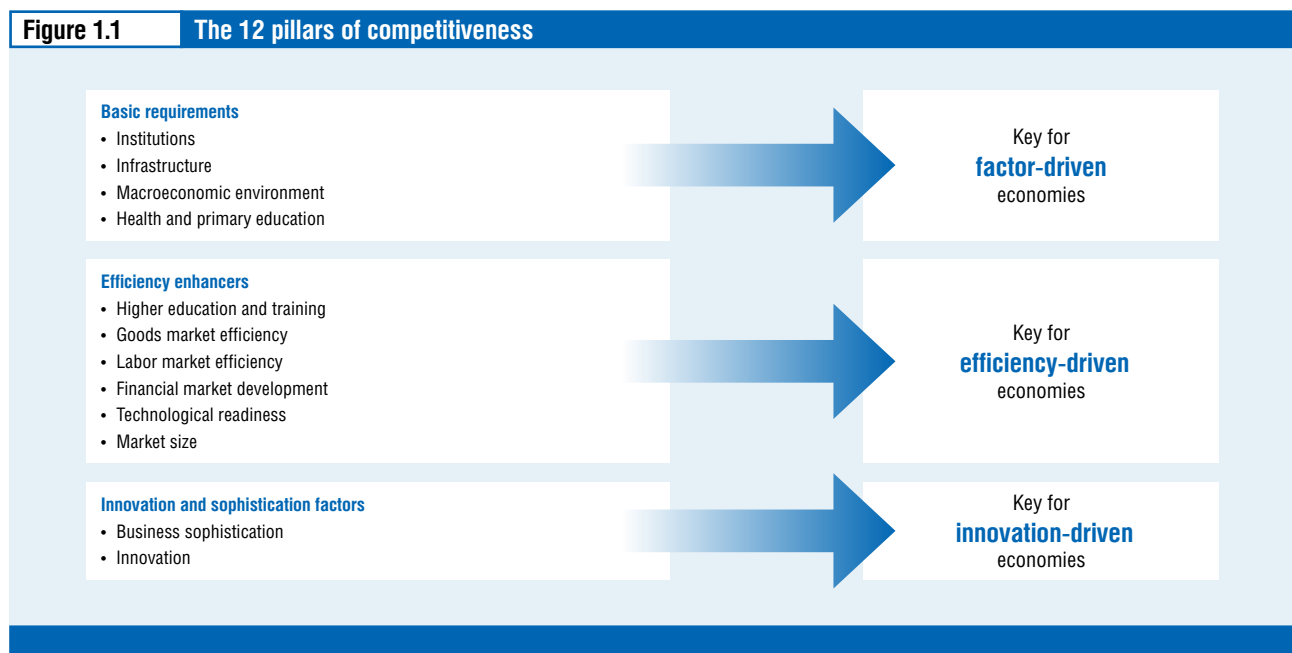 Figure 1.1 The 12 pillars of competitiveness
Basic requirements
• Institutions
• Infrastructure
• Macroeconomic environment
• Health and primary education
Key for
factor-driven
economies
Efficiency enhancers
• Higher education and training
• Goods market efficiency
• Labor market efficiency
• Financial market development
• Technological readiness
• Market size
Key for
efficiency-driven
economies
Innovation and sophistication factors
• Business sophistication
• Innovation
Key for
innovation-driven
economies